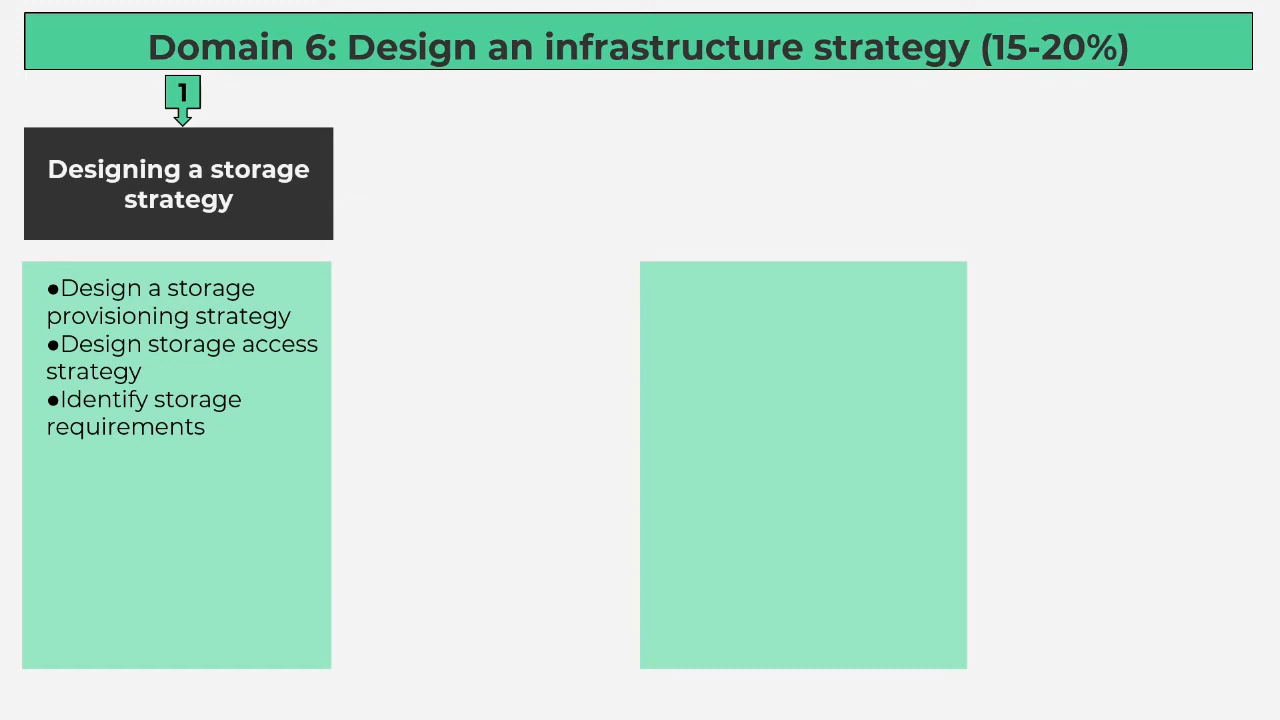 Domain 6: Design an infrastructure strategy (15-20%)
1
Designing a storage
strategy
●Design a storage
provisioning strategy
●Design storage access
strategy
●Identify storage
requirements